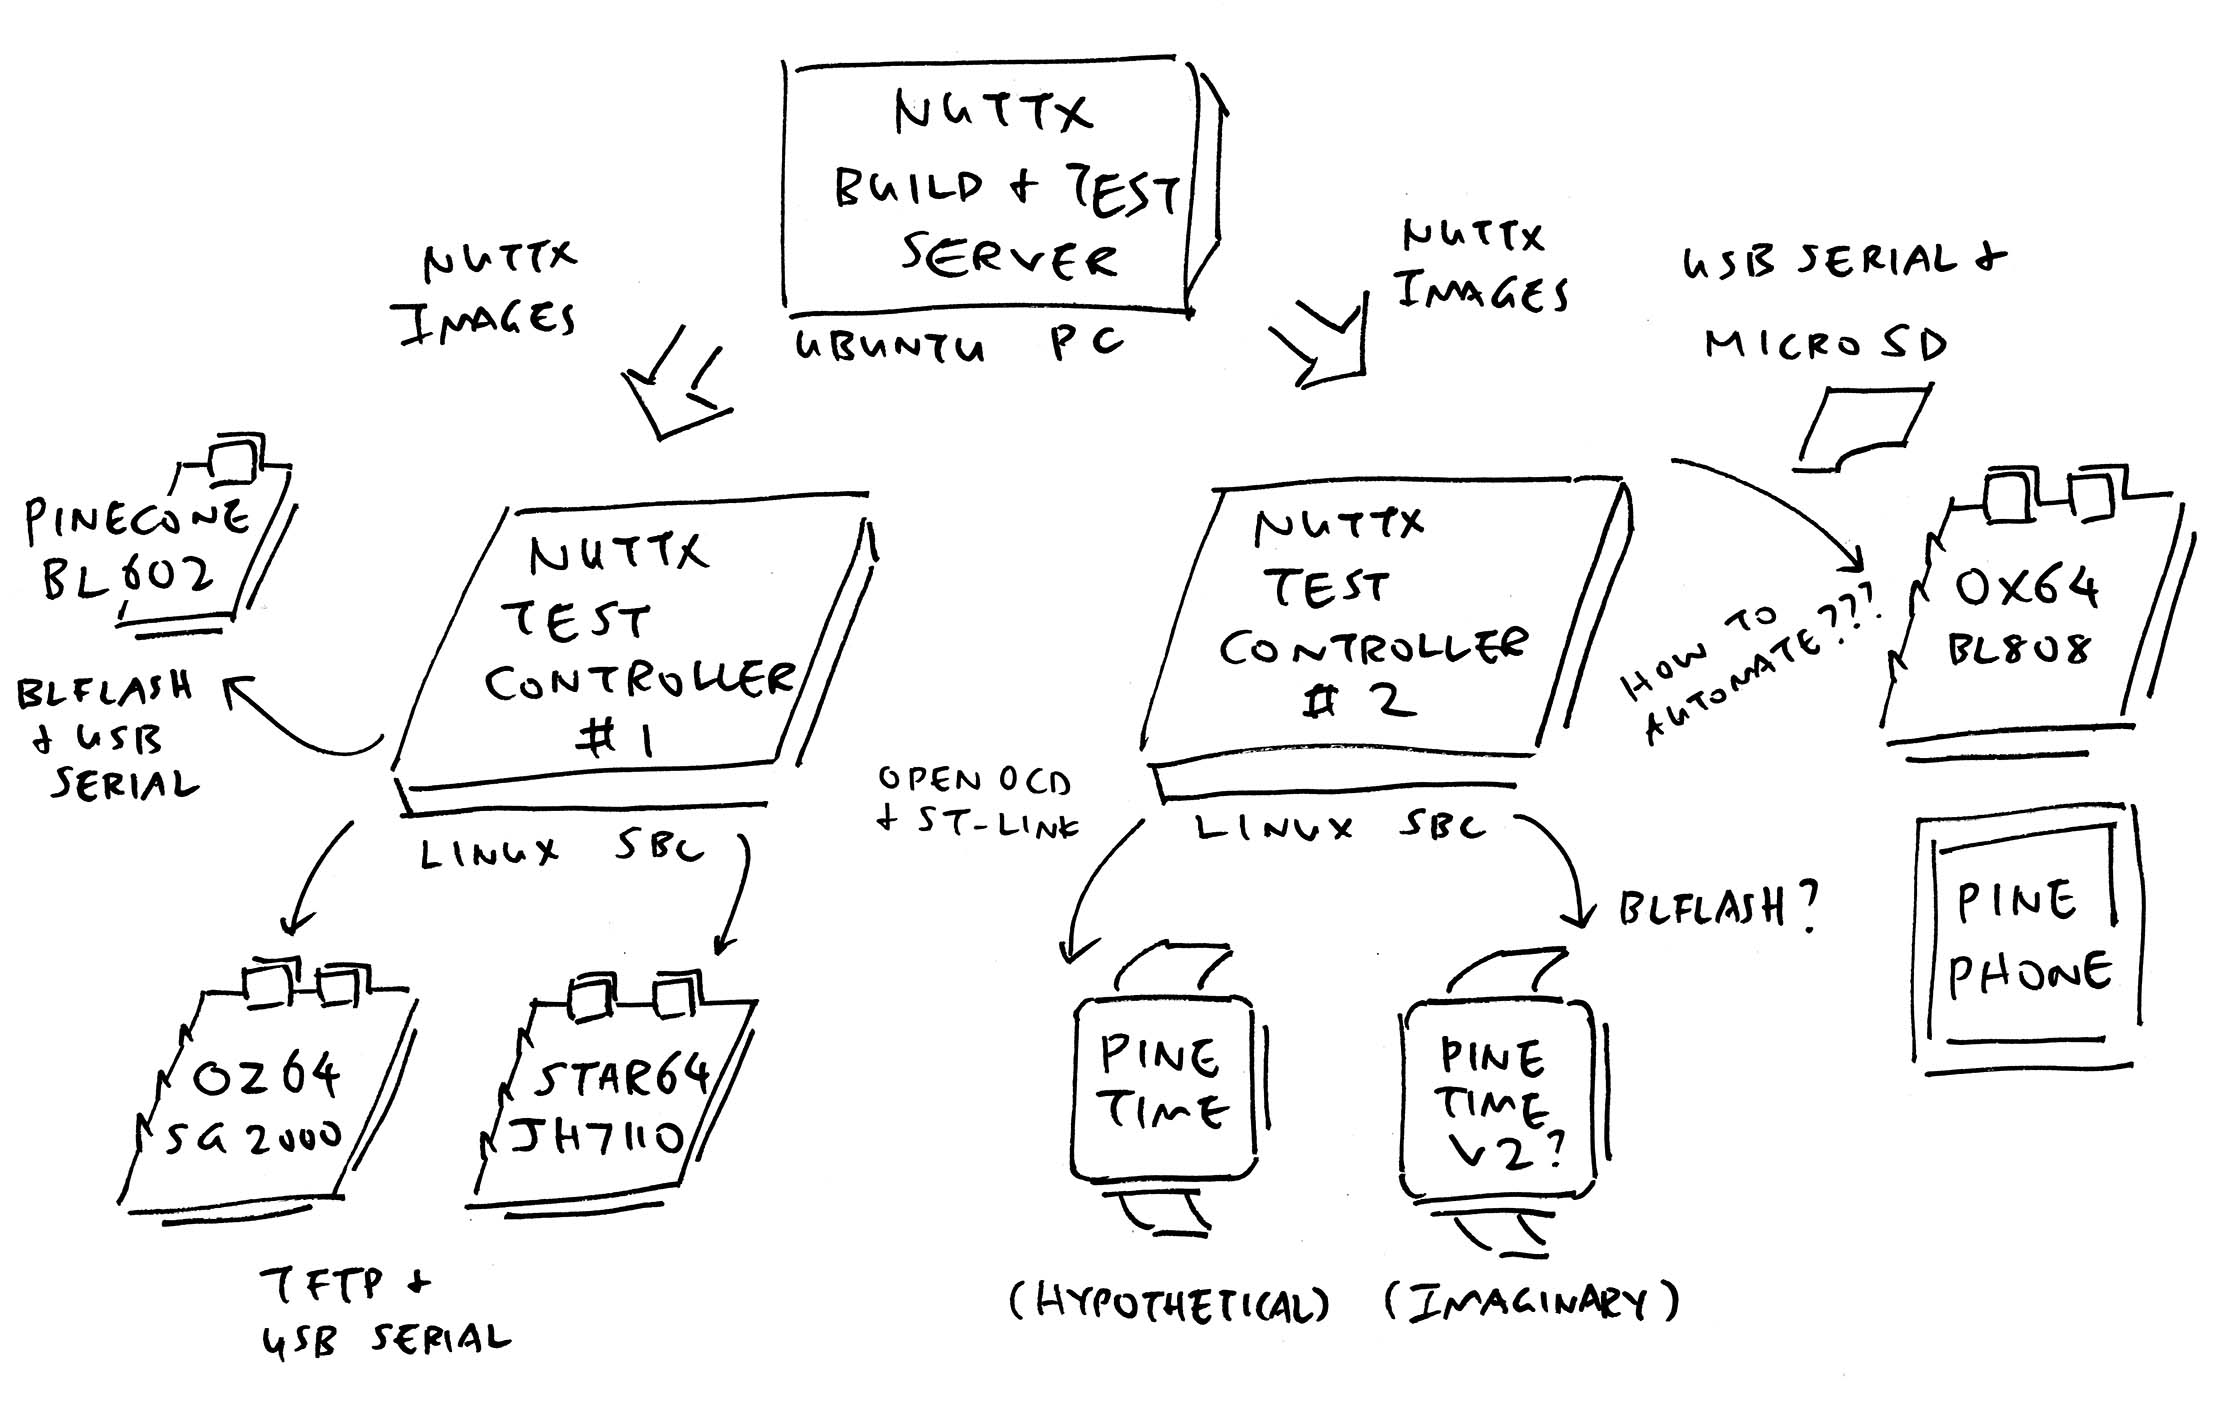 NUTTX
BUILD + TEST
SERVER
UBUNTU PC
NUTTX
IMAGES
NUTTX
IMAGES
USB SERIAL +
MICRO SD
PINECONE
BL602
BLFLASH
+ USB
SERIAL
NUTTX
TEST
CONTROLLER
#1
LINUX SBC
NUTTX
TEST
CONTROLLER
#2
LINUX SBC
HOW TO
AUTOMATE???
OX64
BL808
OPEN OCD
+ ST-LINK
BLFLASH?
PINE
PHONE
OZ64
SG2000
STAR64
JH7110
TFTP +
USB SERIAL
PINE
TIME
(HYPOTHETICAL)
PINE
TIME
V2?
(IMAGINARY)